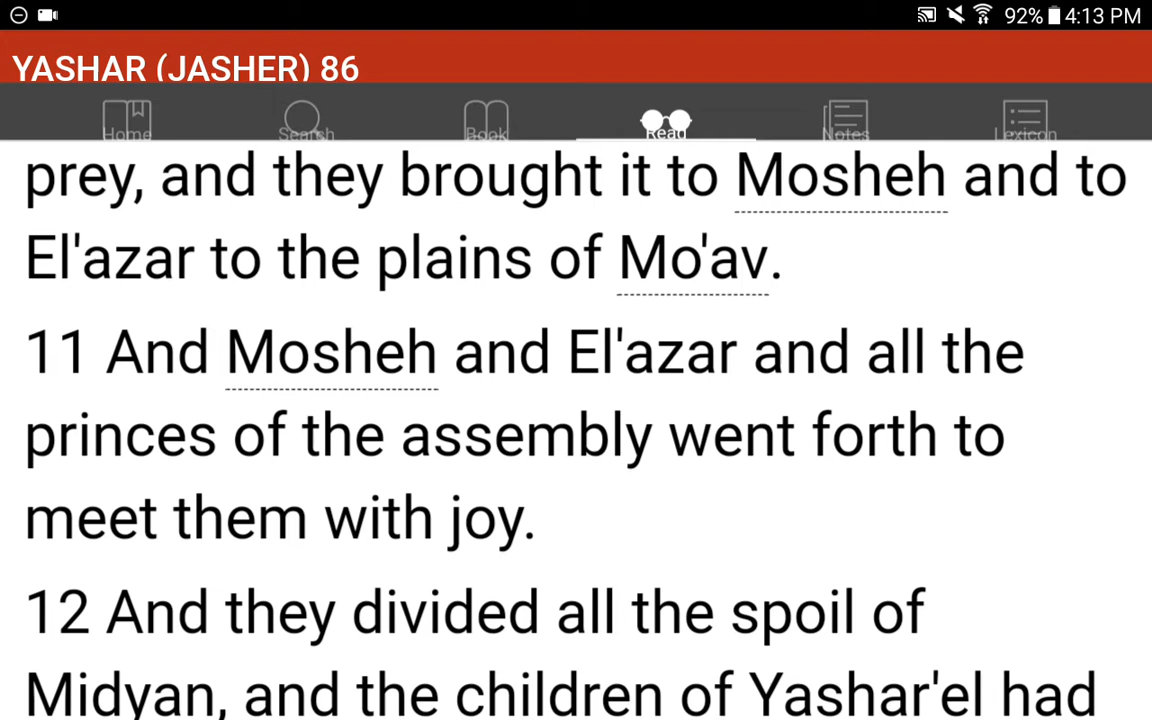 92% 4:13 PM
YASHAR (JASHER) 86
Home Search Book Read Notes Lexicon
prey, and they brought it to Mosheh and to
El'azar to the plains of Mo'av.
11 And Mosheh and El'azar and all the
princes of the assembly went forth to
meet them with joy.
12 And they divided all the spoil of
Midyan, and the children of Yashar'el had